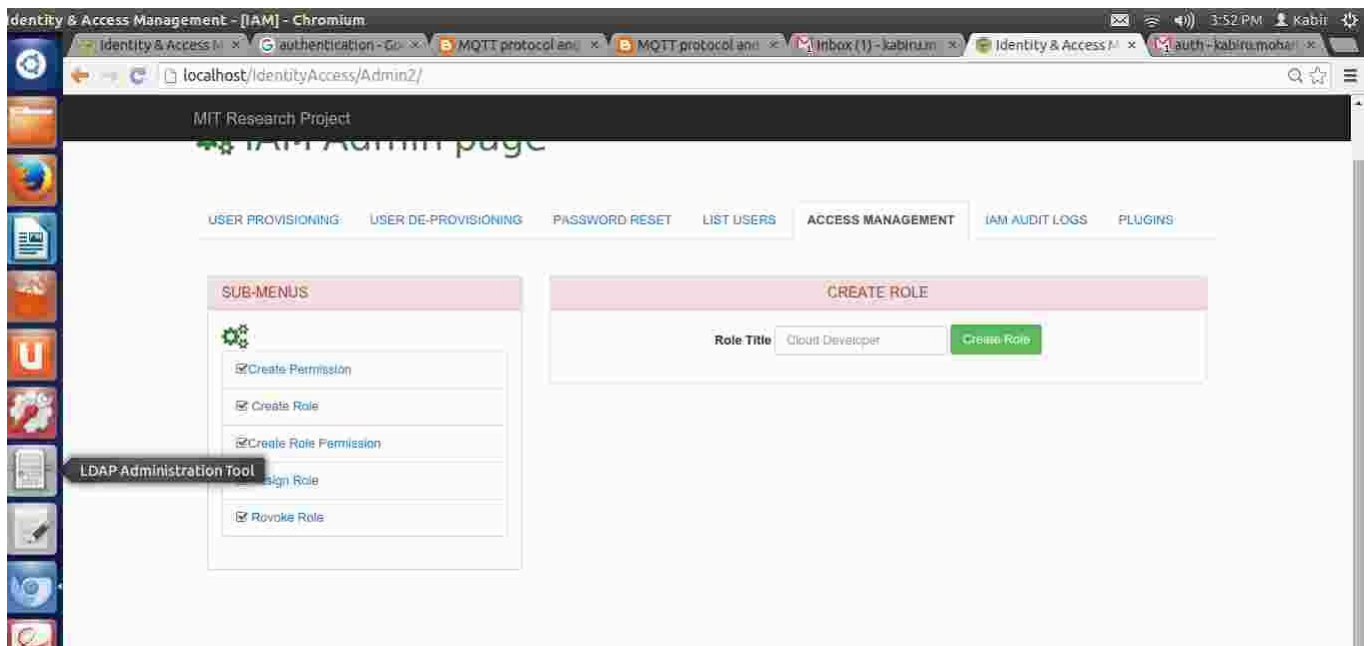 dentity & Access Management - [IAM] - Chromium
3:52 PM Kabir
Identity & Access M
authentication - Go
MQTT protocol and
MQTT protocol and
Inbox (1) - kabiru.m
Identity & Access M
auth - kabiru.moha
localhost/IdentityAccess/Admin2/
MIT Research Project
IAM Admin page
USER PROVISIONING
USER DE-PROVISIONING
PASSWORD RESET
LIST USERS
ACCESS MANAGEMENT
IAM AUDIT LOGS
PLUGINS
SUB-MENUS
Create Permission
Create Role
Create Role Permission
LDAP Administration Tool
sign Role
Rovoke Role
CREATE ROLE
Role Title
Cloud Developer
Create Role